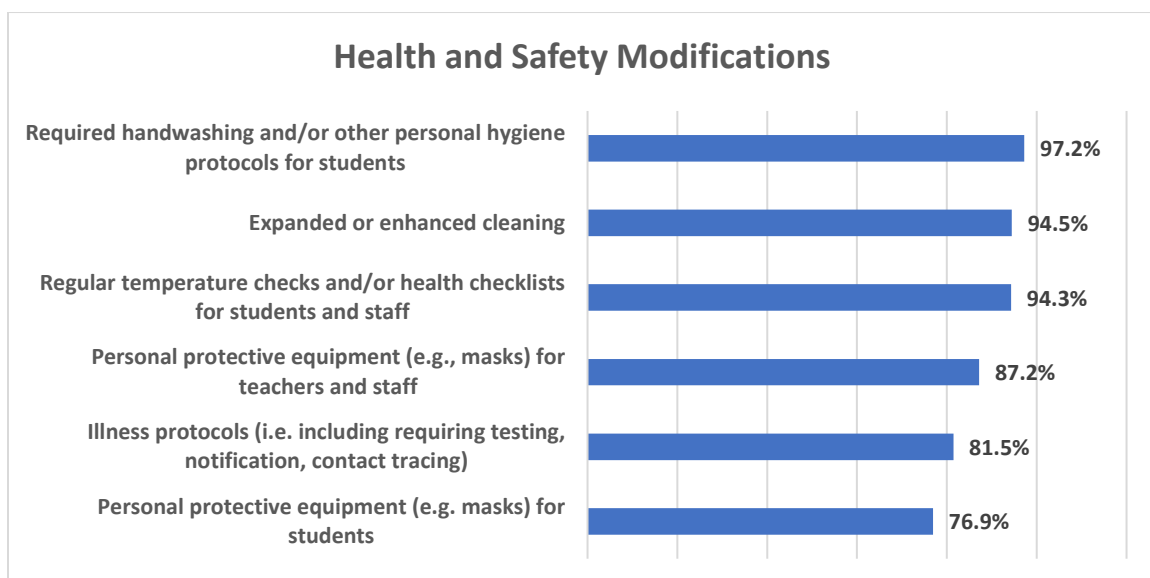 Health and Safety Modifications
Required handwashing and/or other personal hygiene
protocols for students
97.2%
Expanded or enhanced cleaning
94.5%
Regular temperature checks and/or health checklists
for students and staff
94.3%
Personal protective equipment (e.g., masks) for
teachers and staff
87.2%
Illness protocols (i.e. including requiring testing,
notification, contact tracing)
81.5%
Personal protective equipment (e.g. masks) for
students
76.9%